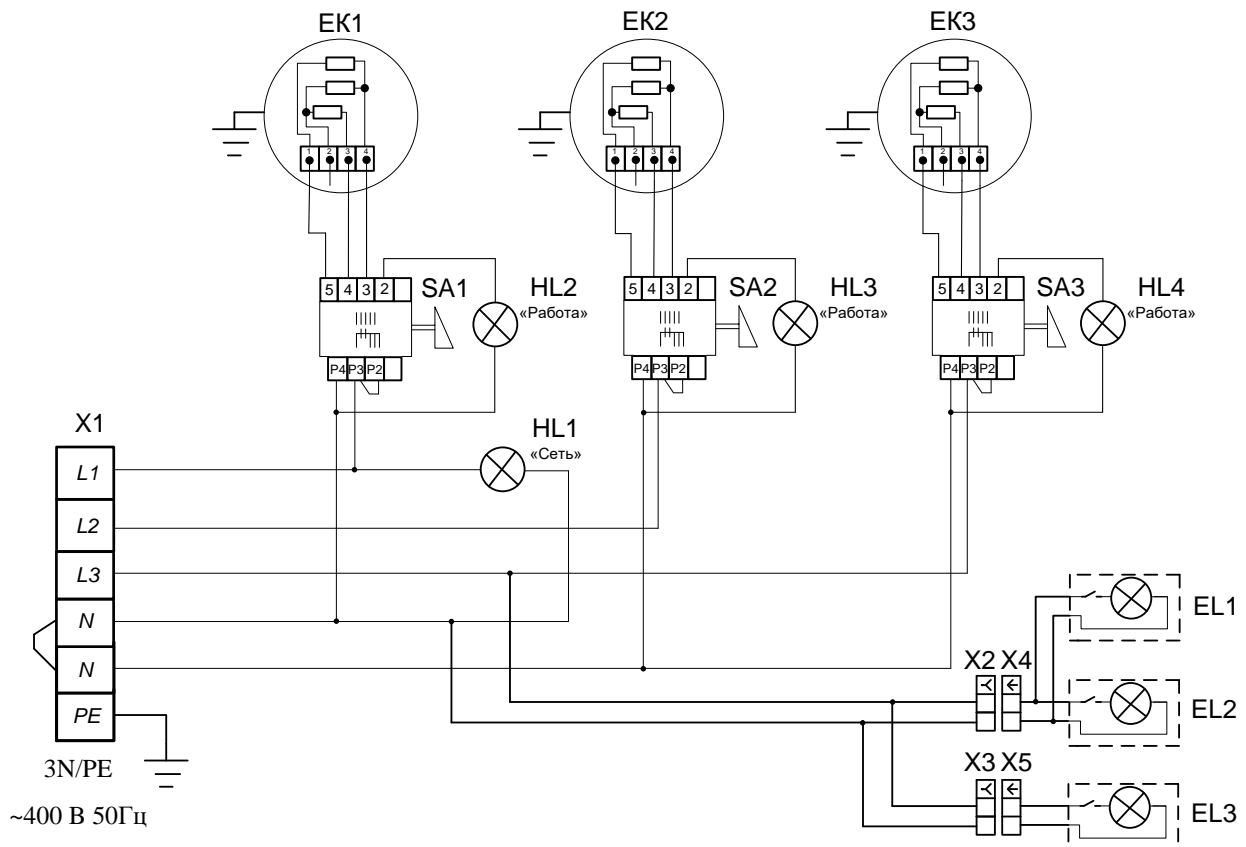 EK1 EK2 EK3
1 2 3 4 1 2 3 4 1 2 3 4
5 4 3 2 SA1 HL2 5 4 3 2 SA2 HL3 5 4 3 2 SA3 HL4
«Работа» «Работа» «Работа»
P4 P3 P2 P4 P3 P2 P4 P3 P2
X1
HL1
«Сеть»
L1
L2
L3
N
N
PE
EL1
X2 X4
EL2
X3 X5
EL3
3N/PE
~400 В 50Гц